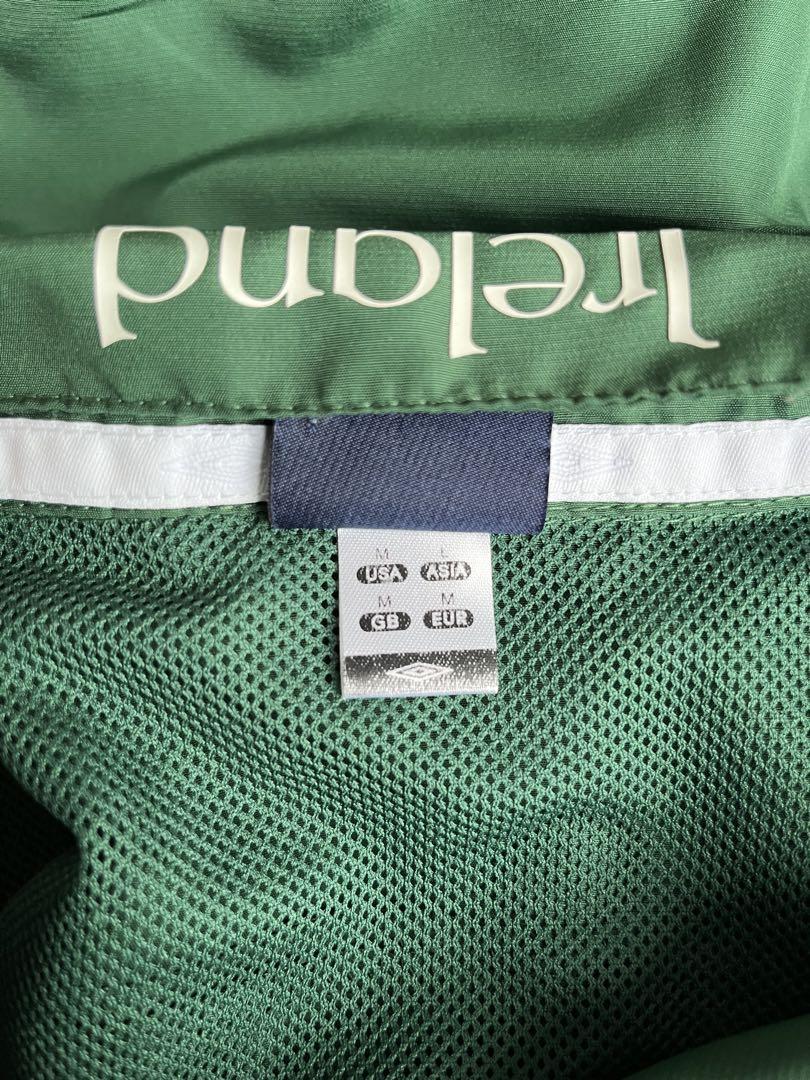 Ireland
M L
USA ASIA
M M
GB EUR